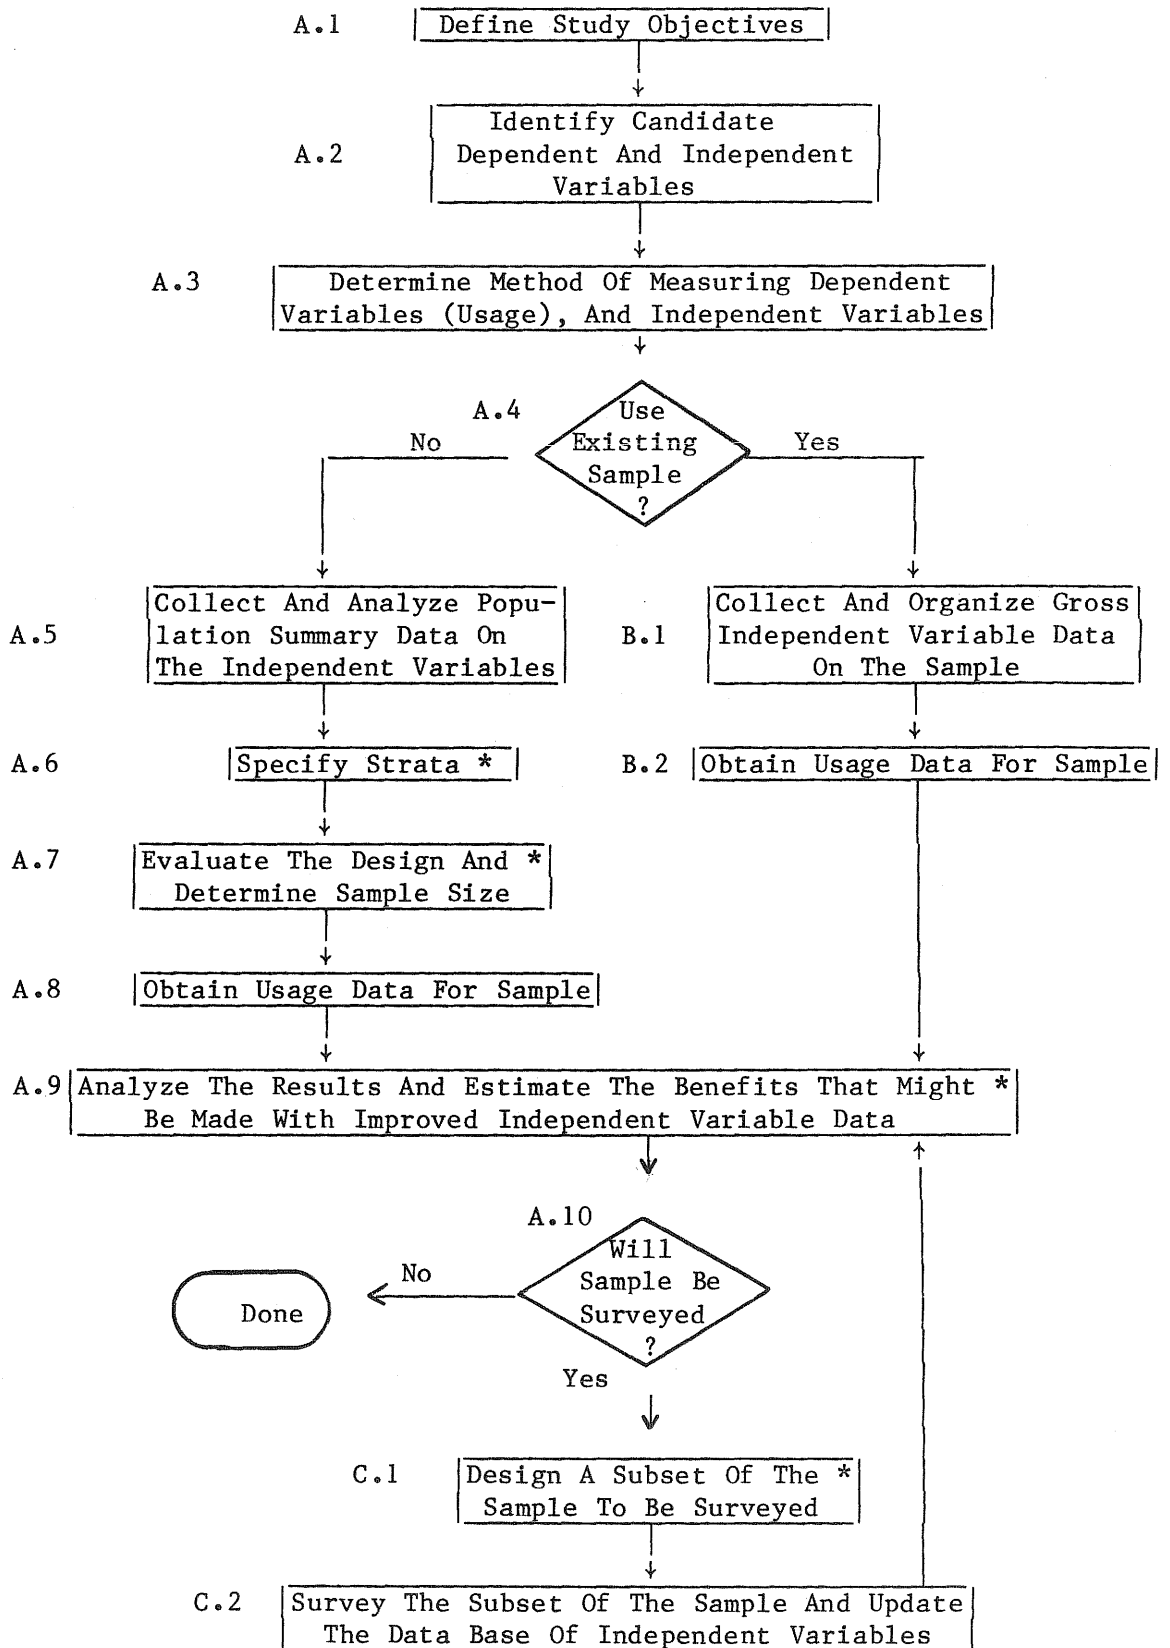 A.1 Define Study Objectives
Identify Candidate
A.2 Dependent And Independent
Variables
A.3 Determine Method Of Measuring Dependent
Variables (Usage), And Independent Variables
A.4 Use
Existing
Sample
?
No
Yes
A.5
Collect And Analyze Popu-
lation Summary Data On
The Independent Variables
B.1
Collect And Organize Gross
Independent Variable Data
On The Sample
A.6 Specify Strata *
B.2 Obtain Usage Data For Sample
A.7 Evaluate The Design And *
Determine Sample Size
A.8 Obtain Usage Data For Sample
A.9 Analyze The Results And Estimate The Benefits That Might *
Be Made With Improved Independent Variable Data
A.10
Will
Sample Be
Surveyed
?
No
Done
Yes
C.1 Design A Subset Of The *
Sample To Be Surveyed
C.2 Survey The Subset Of The Sample And Update
The Data Base Of Independent Variables